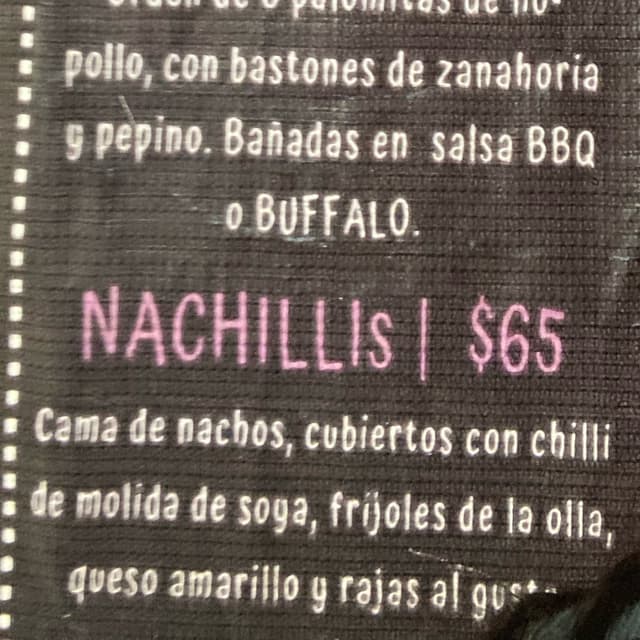 pollo, con bastones de zanahoria
y pepino. Bañadas en salsa BBQ
o BUFFALO.
NACHILLIs | $65
Cama de nachos, cubiertos con chilli
de molida de soya, frijoles de la olla,
queso amarillo y rajas al